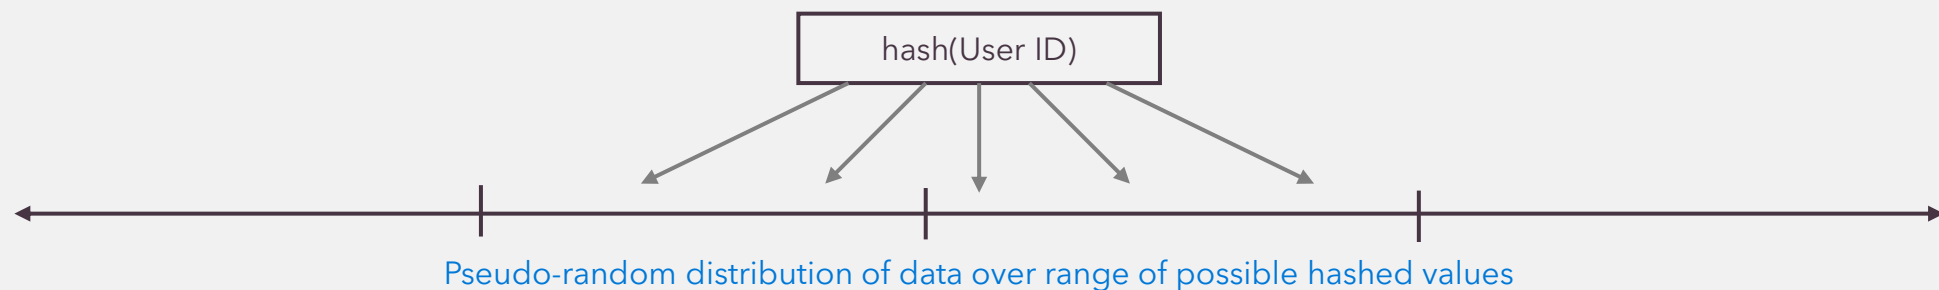 hash(User ID)
Pseudo-random distribution of data over range of possible hashed values